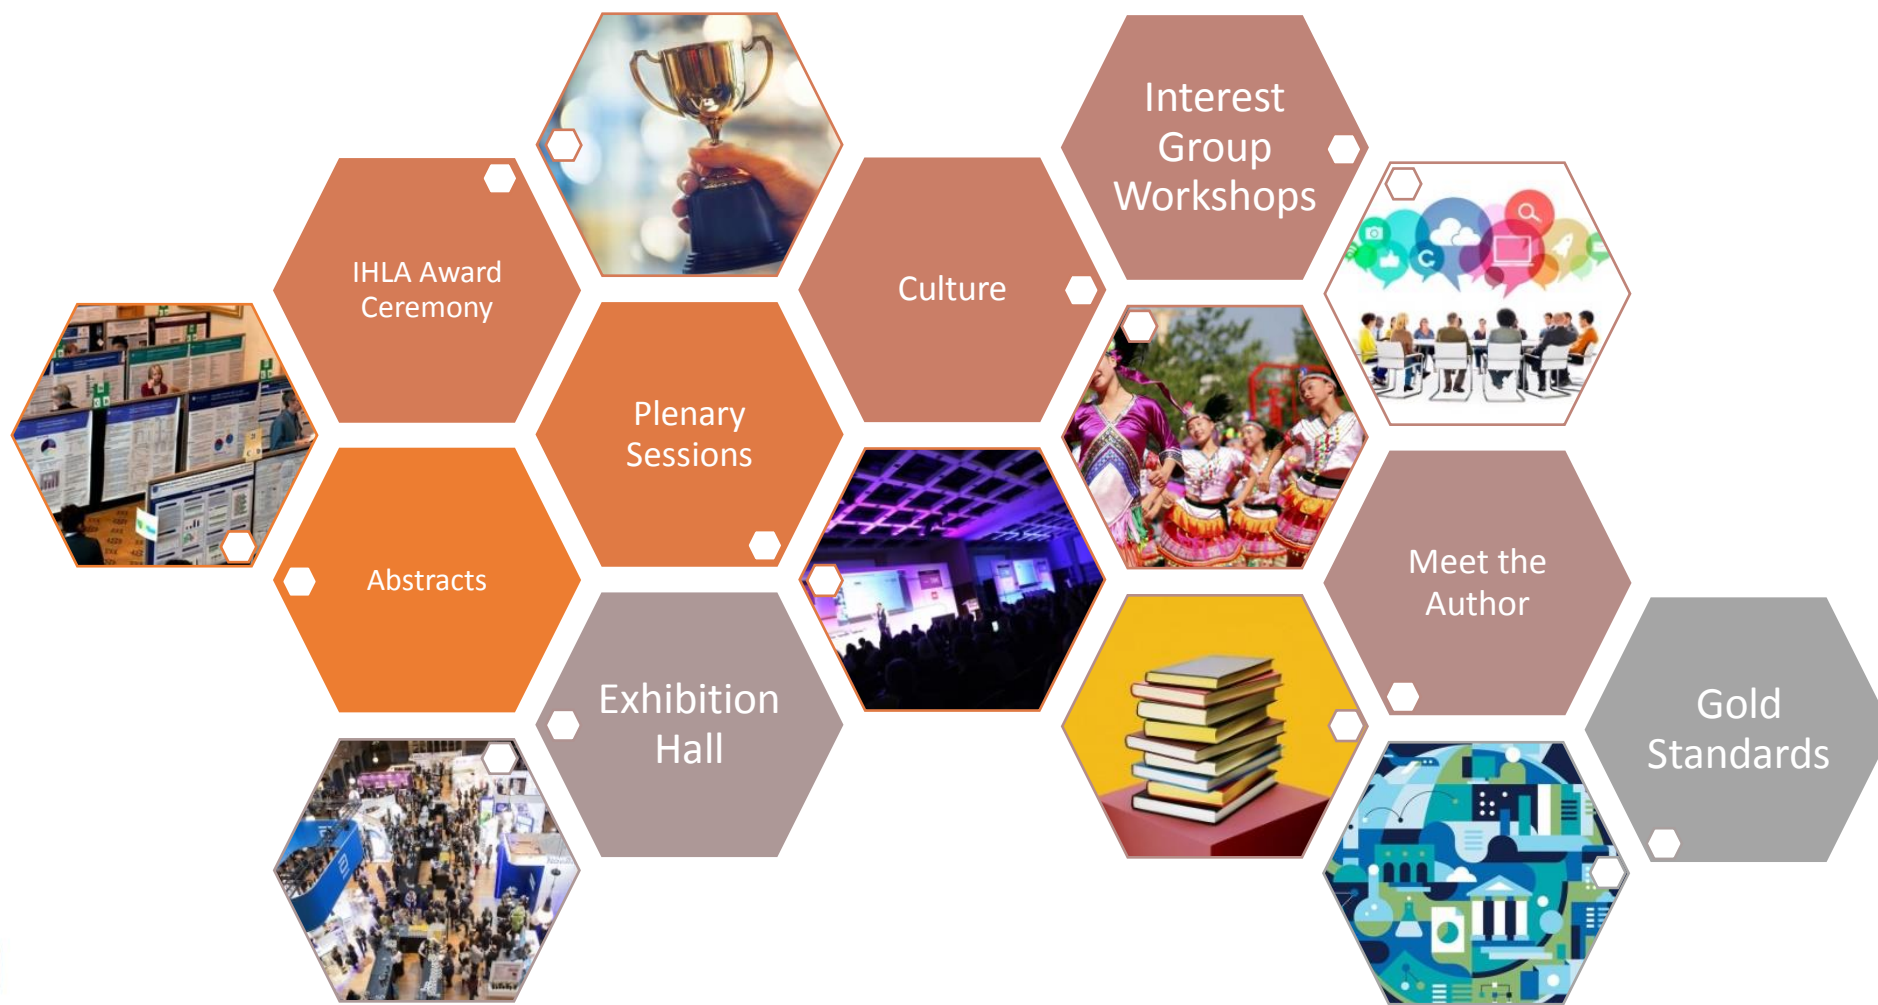 IHLA Award
Ceremony
Abstracts
Plenary
Sessions
Exhibition
Hall
Culture
Interest
Group
Workshops
Meet the
Author
Gold
Standards